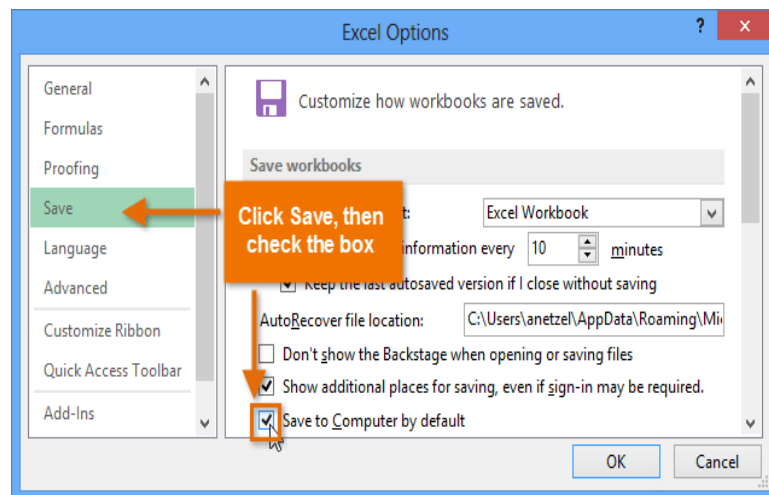 Excel Options
?
x
General
Formulas
Proofing
Save
Language
Advanced
Customize Ribbon
Quick Access Toolbar
Add-Ins
Customize how workbooks are saved.
Save workbooks
Click Save, then
check the box
t: Excel Workbook
information every 10 minutes
Keep the last autosaved version if I close without saving
AutoRecover file location: C:\Users\anetzel\AppData\Roaming\Mi
Don't show the Backstage when opening or saving files
Show additional places for saving, even if sign-in may be required.
Save to Computer by default
OK
Cancel